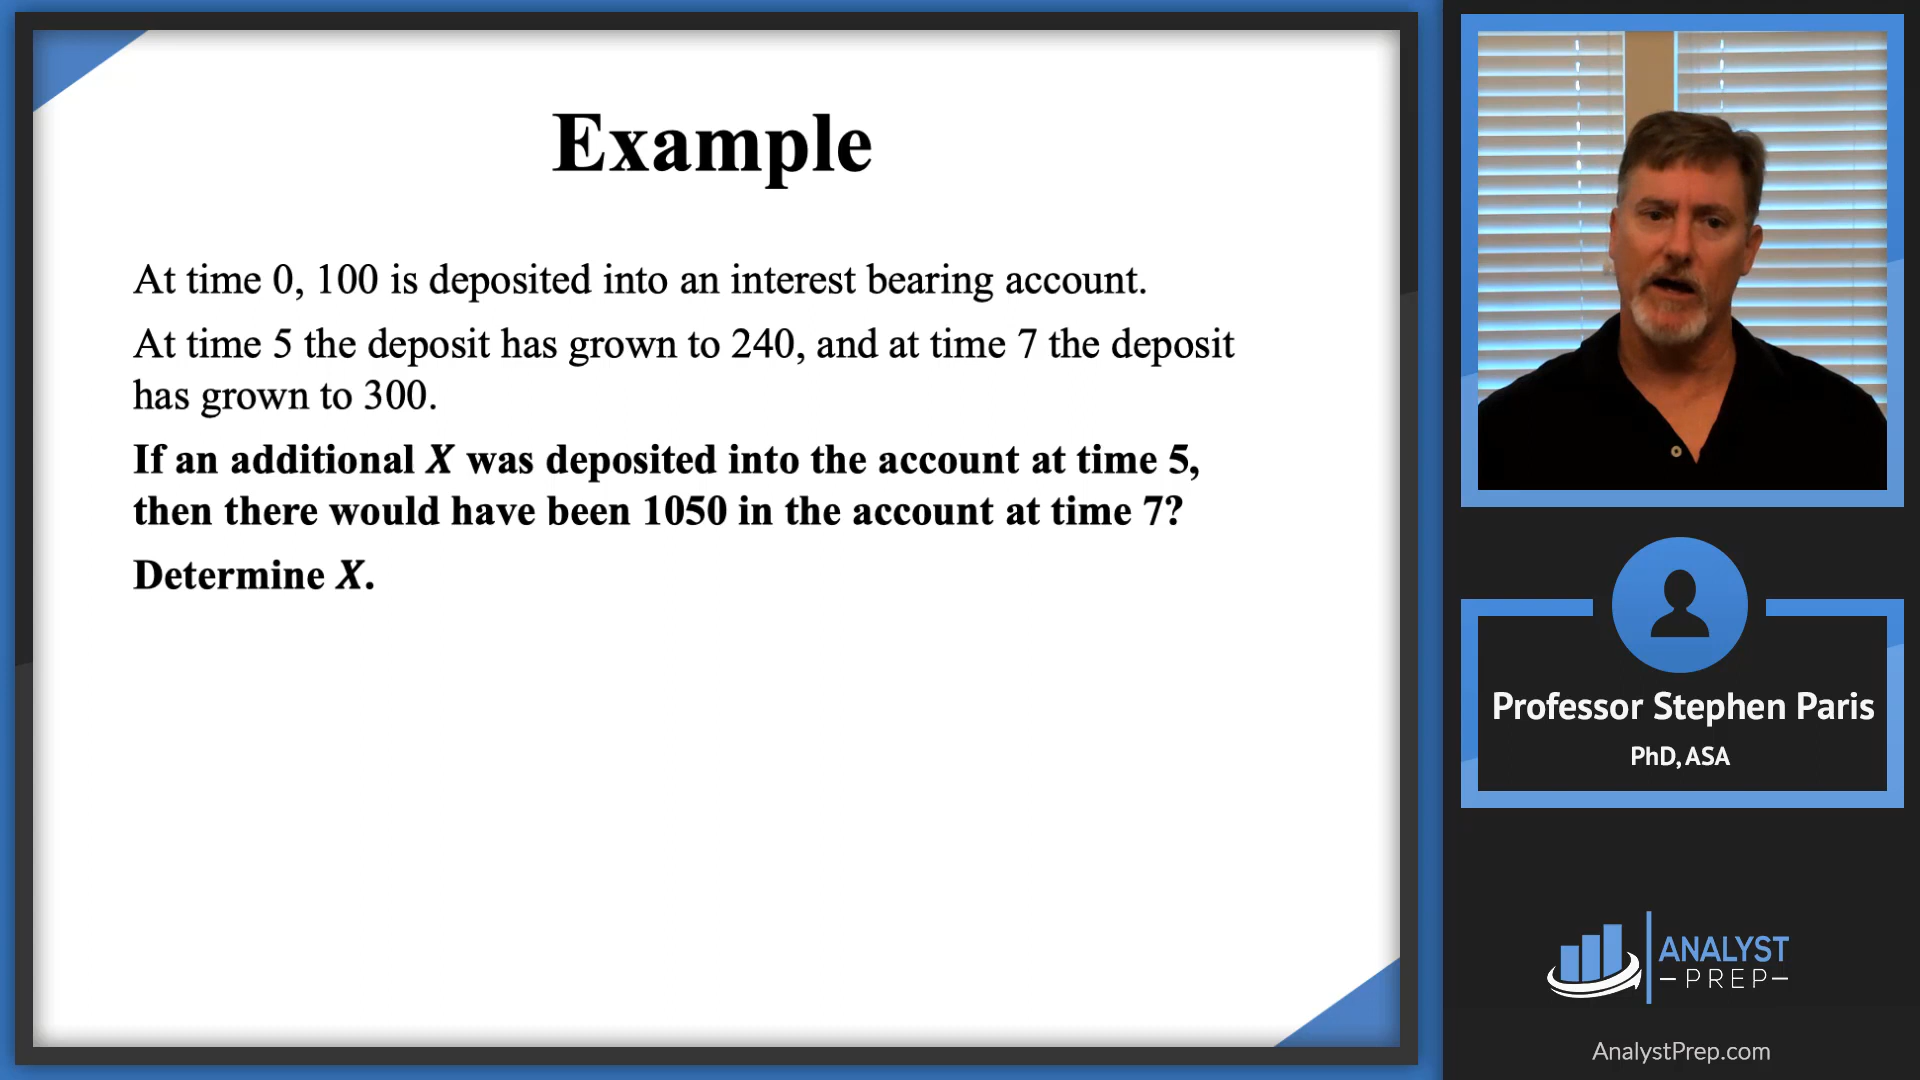 Example
At time 0, 100 is deposited into an interest bearing account.
At time 5 the deposit has grown to 240, and at time 7 the deposit
has grown to 300.
If an additional X was deposited into the account at time 5,
then there would have been 1050 in the account at time 7?
Determine X.
Professor Stephen Paris
PhD, ASA
ANALYST
PREP
AnalystPrep.com